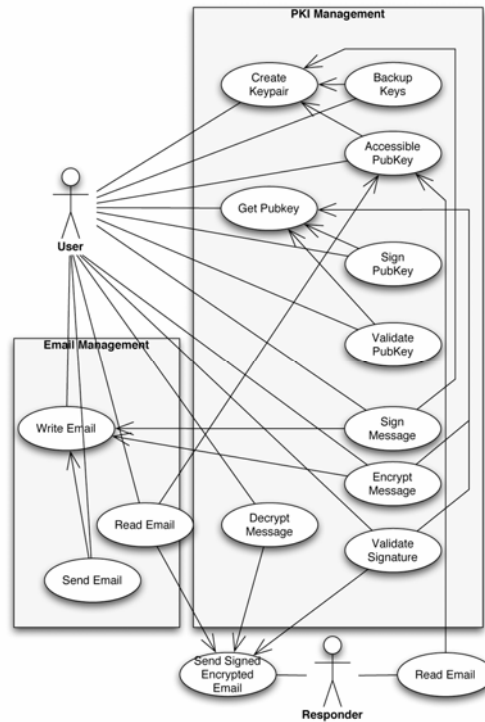 PKI Management
Create
Keypair
Backup
Keys
Accessible
PubKey
User
Get Pubkey
Sign
PubKey
Validate
PubKey
Email Management
Write Email
Sign
Message
Encrypt
Message
Read Email
Decrypt
Message
Validate
Signature
Send Email
Send Signed
Encrypted
Email
Read Email
Responder